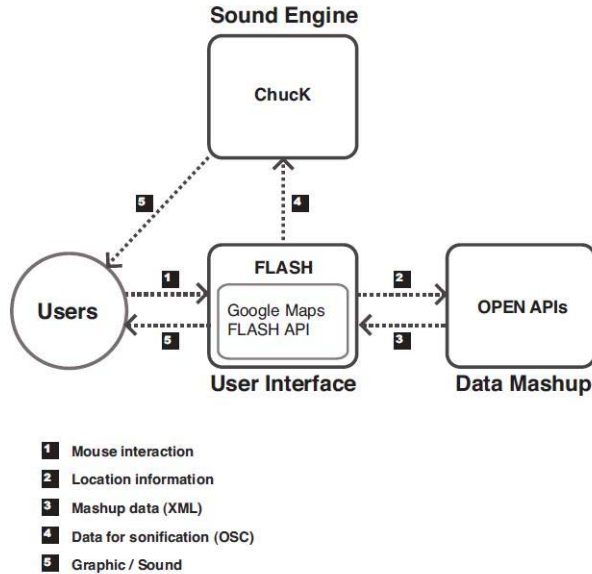 Sound Engine
ChucK
5
4
FLASH
1
2
Users
Google Maps
FLASH API
OPEN APIs
5
3
User Interface
Data Mashup
1 Mouse interaction
2 Location information
3 Mashup data (XML)
4 Data for sonification (OSC)
5 Graphic / Sound